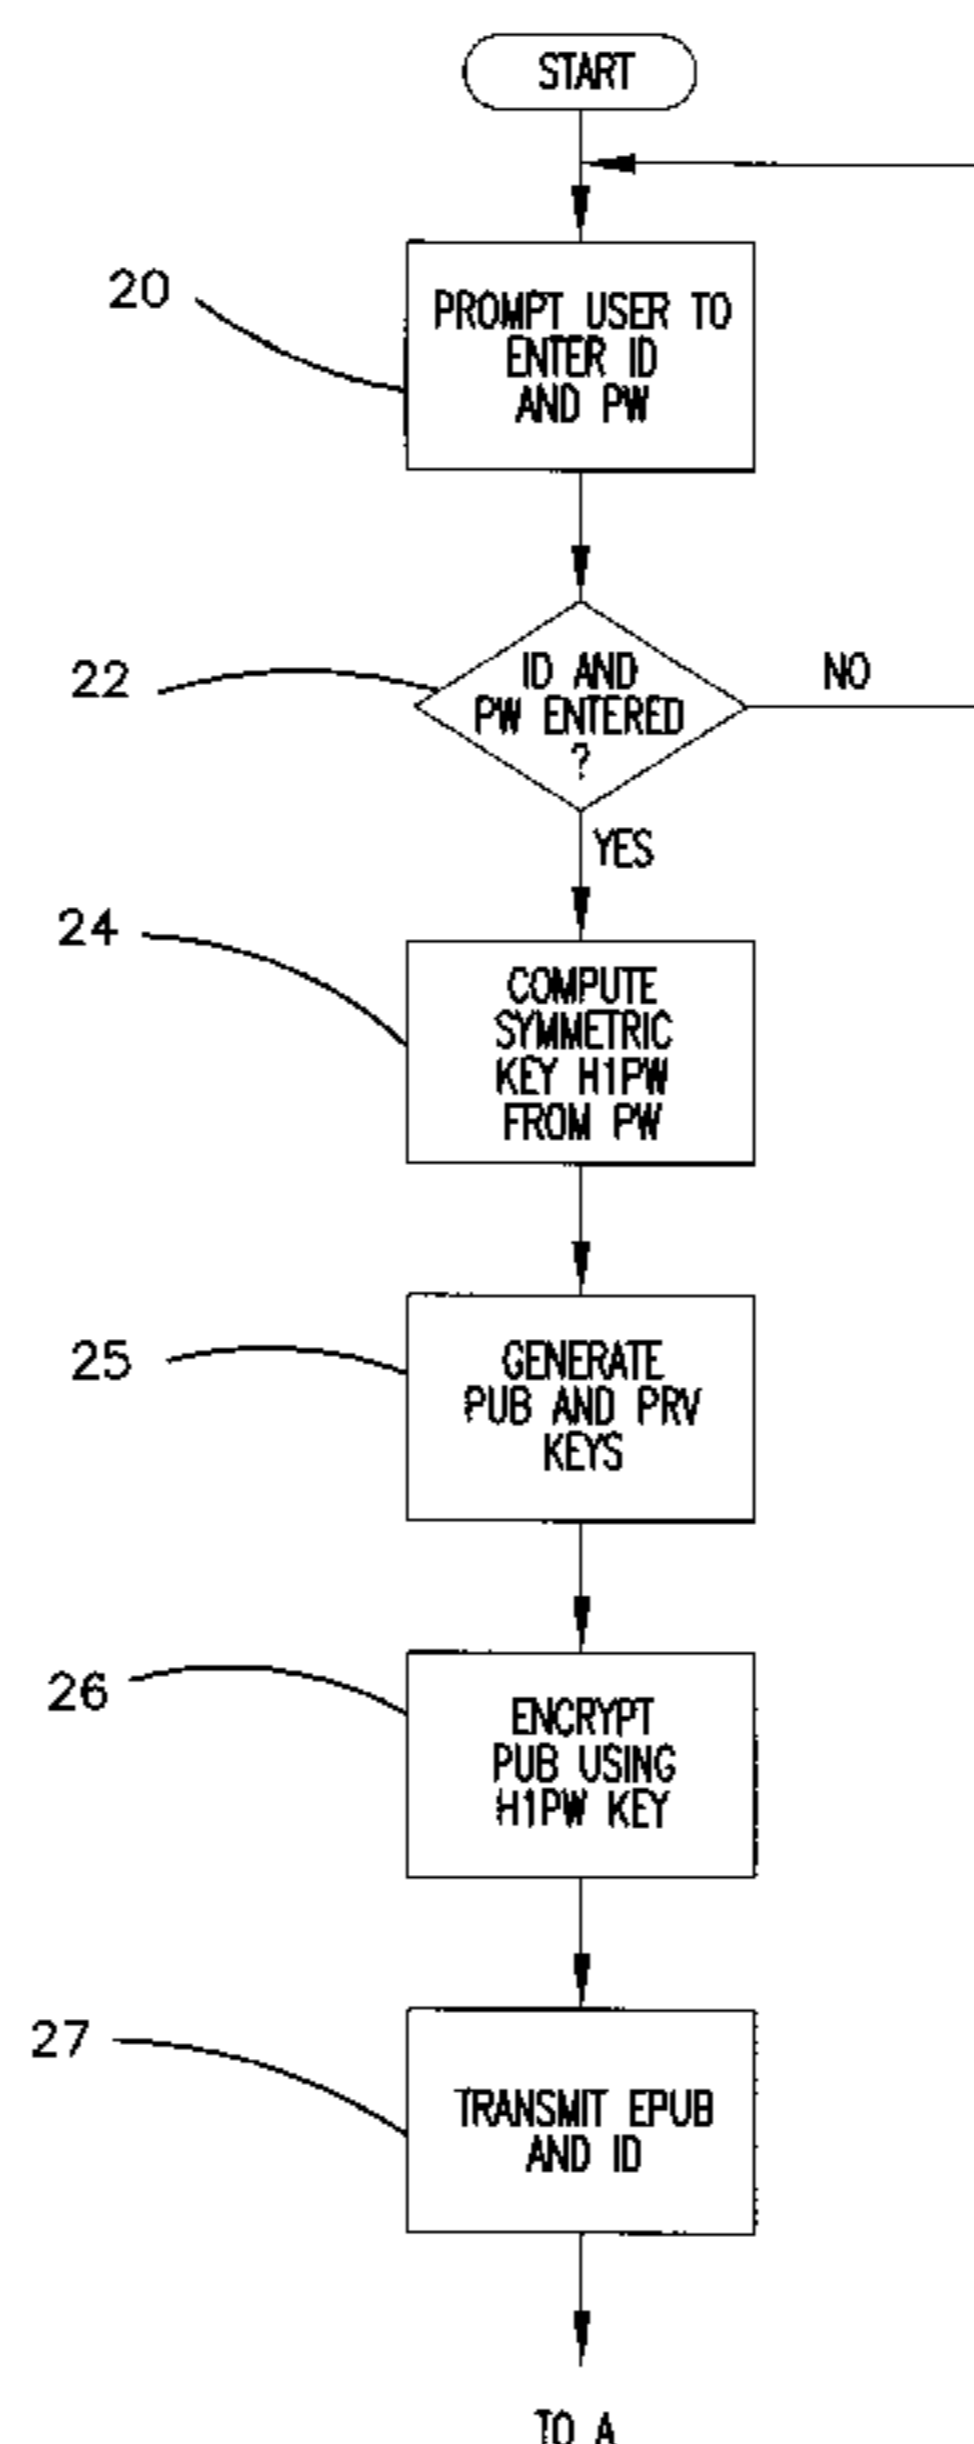 START
20
PROMPT USER TO
ENTER ID
AND PW
22
ID AND
PW ENTERED
?
NO
YES
24
COMPUTE
SYMMETRIC
KEY H1PW
FROM PW
25
GENERATE
PUB AND PRV
KEYS
26
ENCRYPT
PUB USING
H1PW KEY
27
TRANSMIT EPUB
AND ID
TO A